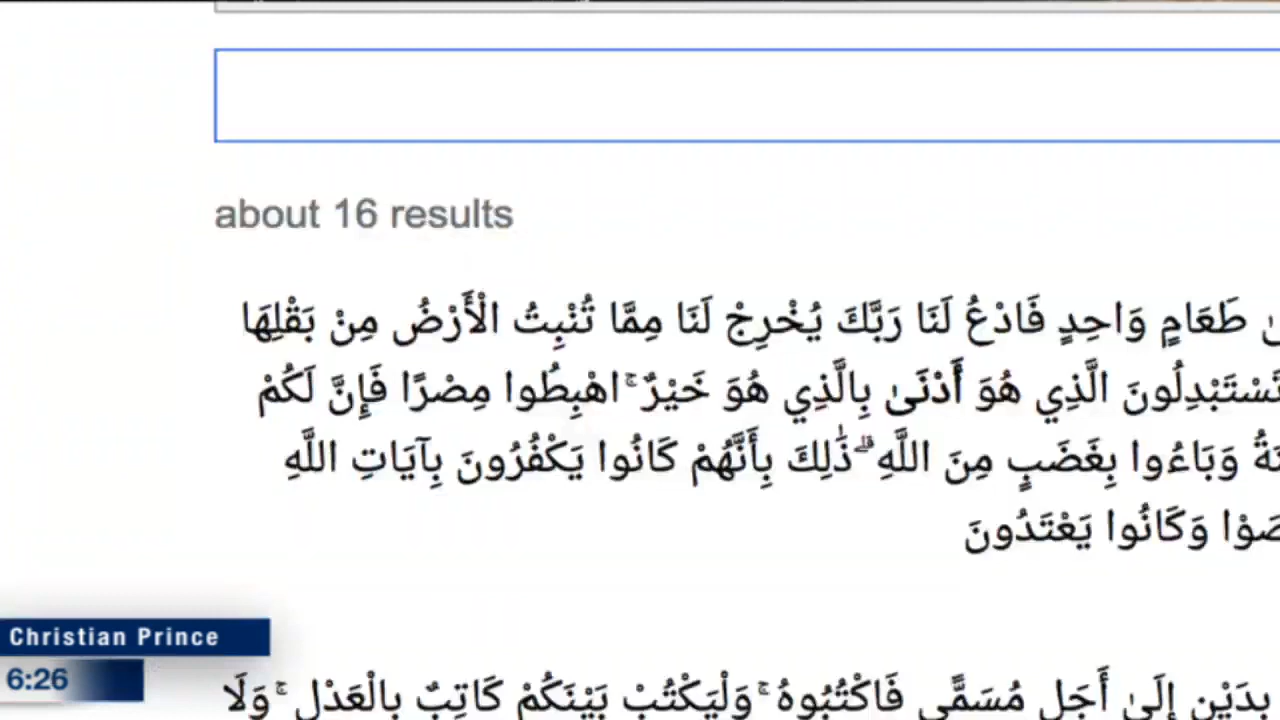 about 16 results
طَعَامٍ وَاحِدٍ فَادْعُ لَنَا رَبَّكَ يُخْرِجْ لَنَا مِمَّا تُنْبِتُ الْأَرْضُ مِنْ بَقْلِهَا
تَسْتَبْدِلُونَ الَّذِي هُوَ أَدْنَىٰ بِالَّذِي هُوَ خَيْرٌ ۚ اهْبِطُوا مِصْرًا فَإِنَّ لَكُمْ
وَبَاءُوا بِغَضَبٍ مِنَ اللَّهِ ۗ ذَٰلِكَ بِأَنَّهُمْ كَانُوا يَكْفُرُونَ بِآيَاتِ اللَّهِ
وَكَانُوا يَعْتَدُونَ
Christian Prince
6:26
بِدَيْنٍ إِلَىٰ أَجَلٍ مُسَمًّى فَاكْتُبُوهُ ۚ وَلْيَكْتُبْ بَيْنَكُمْ كَاتِبٌ بِالْعَدْلِ ۚ وَلَا